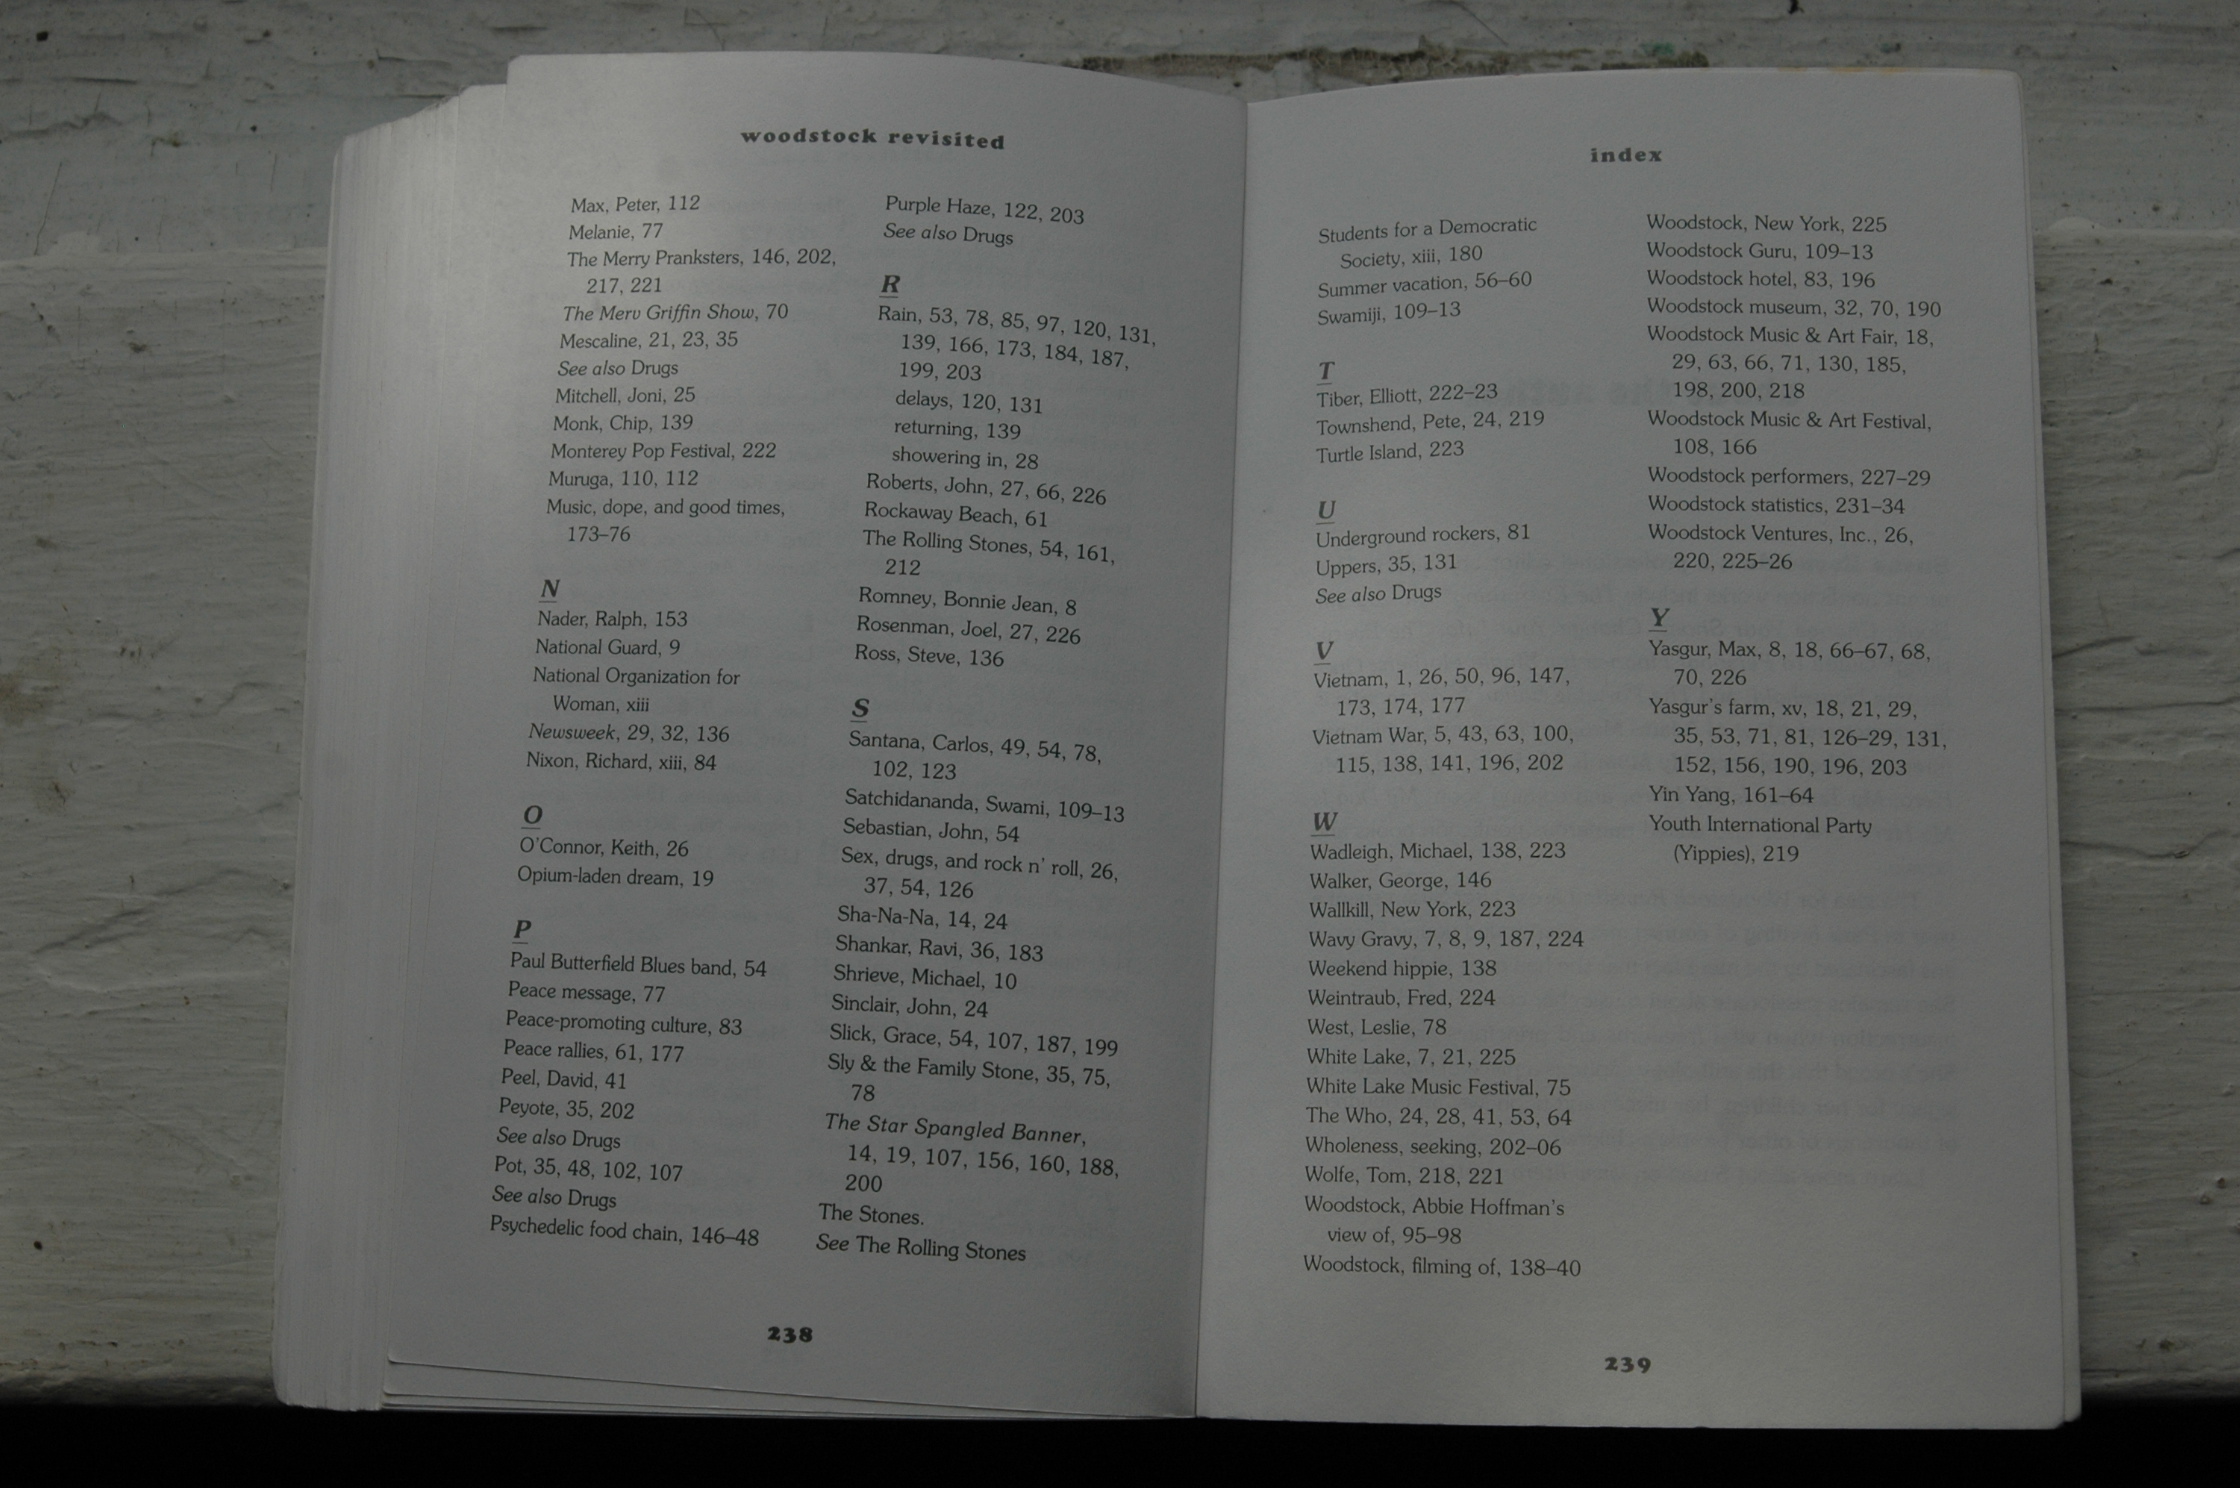 woodstock revisited
Max, Peter, 112
Melanie, 77
The Merry Pranksters, 146, 202,
217, 221
The Merv Griffin Show, 70
Mescaline, 21, 23, 35
See also Drugs
Mitchell, Joni, 25
Monk, Chip, 139
Monterey Pop Festival, 222
Muruga, 110, 112
Music, dope, and good times,
173–76
N
Nader, Ralph, 153
National Guard, 9
National Organization for
Woman, xiii
Newsweek, 29, 32, 136
Nixon, Richard, xiii, 84
O
O'Connor, Keith, 26
Opium-laden dream, 19
P
Paul Butterfield Blues band, 54
Peace message, 77
Peace-promoting culture, 83
Peace rallies, 61, 177
Peel, David, 41
Peyote, 35, 202
See also Drugs
Pot, 35, 48, 102, 107
See also Drugs
Psychedelic food chain, 146–48
Purple Haze, 122, 203
See also Drugs
R
Rain, 53, 78, 85, 97, 120, 131,
139, 166, 173, 184, 187,
199, 203
delays, 120, 131
returning, 139
showering in, 28
Roberts, John, 27, 66, 226
Rockaway Beach, 61
The Rolling Stones, 54, 161,
212
Romney, Bonnie Jean, 8
Rosenman, Joel, 27, 226
Ross, Steve, 136
S
Santana, Carlos, 49, 54, 78,
102, 123
Satchidananda, Swami, 109–13
Sebastian, John, 54
Sex, drugs, and rock n' roll, 26,
37, 54, 126
Sha-Na-Na, 14, 24
Shankar, Ravi, 36, 183
Shrieve, Michael, 10
Sinclair, John, 24
Slick, Grace, 54, 107, 187, 199
Sly & the Family Stone, 35, 75,
78
The Star Spangled Banner,
14, 19, 107, 156, 160, 188,
200
The Stones.
See The Rolling Stones
238
index
Students for a Democratic
Society, xiii, 180
Summer vacation, 56–60
Swamiji, 109–13
T
Tiber, Elliott, 222–23
Townshend, Pete, 24, 219
Turtle Island, 223
U
Underground rockers, 81
Uppers, 35, 131
See also Drugs
V
Vietnam, 1, 26, 50, 96, 147,
173, 174, 177
Vietnam War, 5, 43, 63, 100,
115, 138, 141, 196, 202
W
Wadleigh, Michael, 138, 223
Walker, George, 146
Wallkill, New York, 223
Wavy Gravy, 7, 8, 9, 187, 224
Weekend hippie, 138
Weintraub, Fred, 224
West, Leslie, 78
White Lake, 7, 21, 225
White Lake Music Festival, 75
The Who, 24, 28, 41, 53, 64
Wholeness, seeking, 202–06
Wolfe, Tom, 218, 221
Woodstock, Abbie Hoffman's
view of, 95–98
Woodstock, filming of, 138–40
Woodstock, New York, 225
Woodstock Guru, 109–13
Woodstock hotel, 83, 196
Woodstock museum, 32, 70, 190
Woodstock Music & Art Fair, 18,
29, 63, 66, 71, 130, 185,
198, 200, 218
Woodstock Music & Art Festival,
108, 166
Woodstock performers, 227–29
Woodstock statistics, 231–34
Woodstock Ventures, Inc., 26,
220, 225–26
Y
Yasgur, Max, 8, 18, 66–67, 68,
70, 226
Yasgur's farm, xv, 18, 21, 29,
35, 53, 71, 81, 126–29, 131,
152, 156, 190, 196, 203
Yin Yang, 161–64
Youth International Party
(Yippies), 219
239